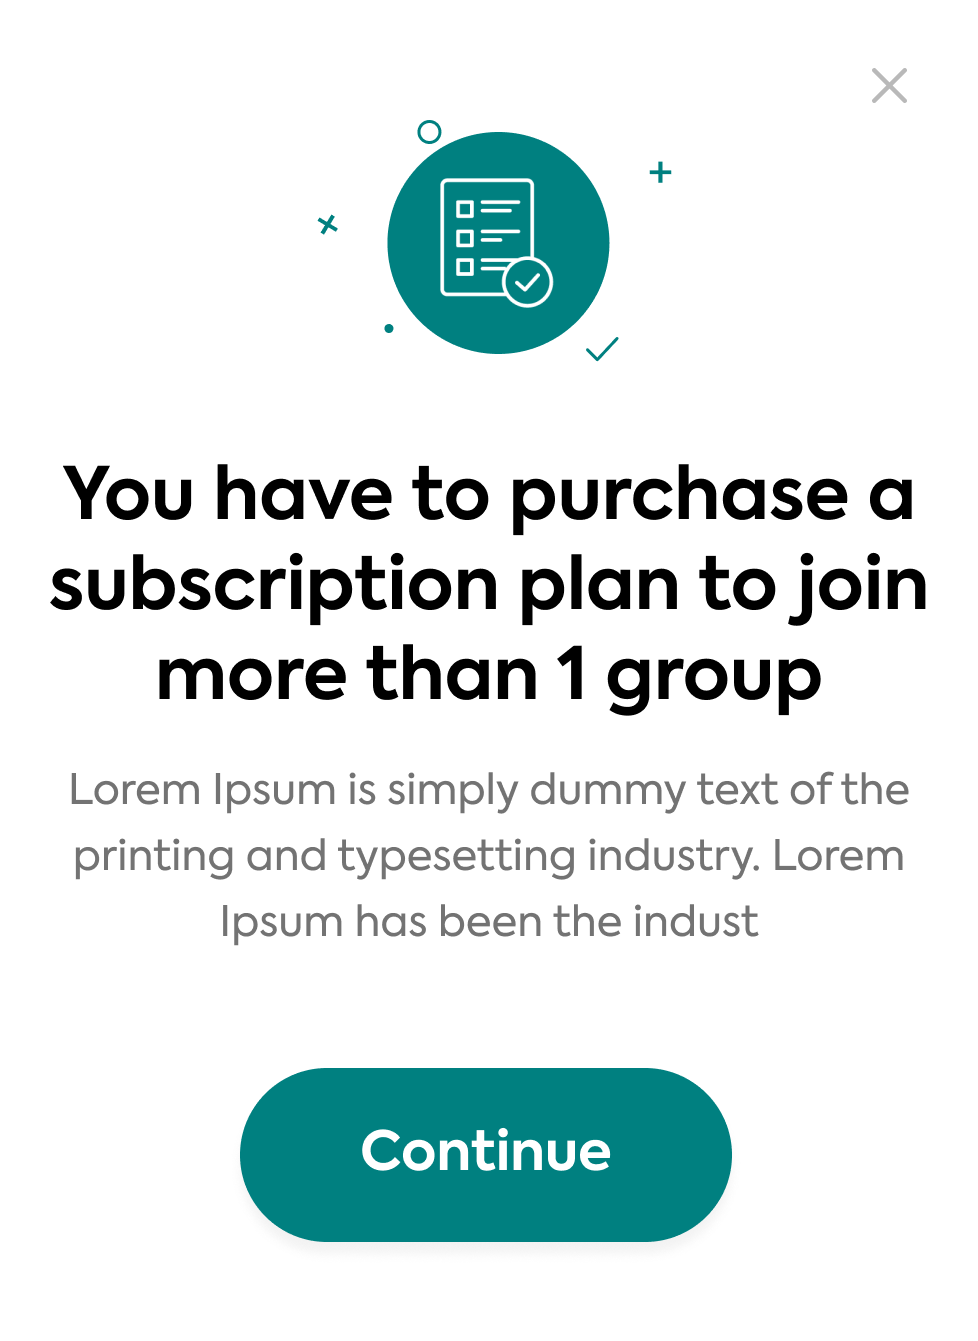 You have to purchase a
subscription plan to join
more than 1 group
Lorem Ipsum is simply dummy text of the
printing and typesetting industry. Lorem
Ipsum has been the indust
Continue